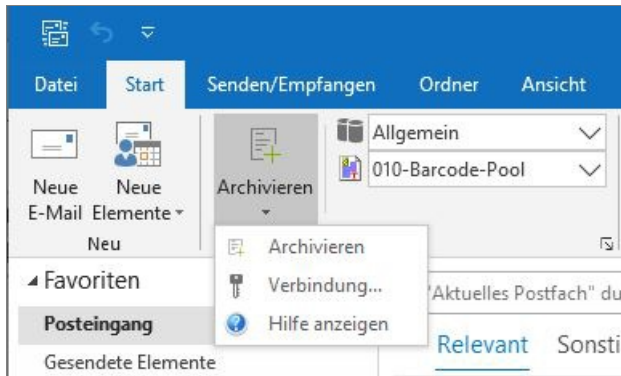 Datei Start Senden/Empfangen Ordner Ansicht
Allgemein
010-Barcode-Pool
Neue E-Mail
Neue Elemente
Archivieren
Neu
Archivieren
Verbindung...
Hilfe anzeigen
Favoriten
"Aktuelles Postfach" du
Posteingang
Relevant Sonsti
Gesendete Elemente